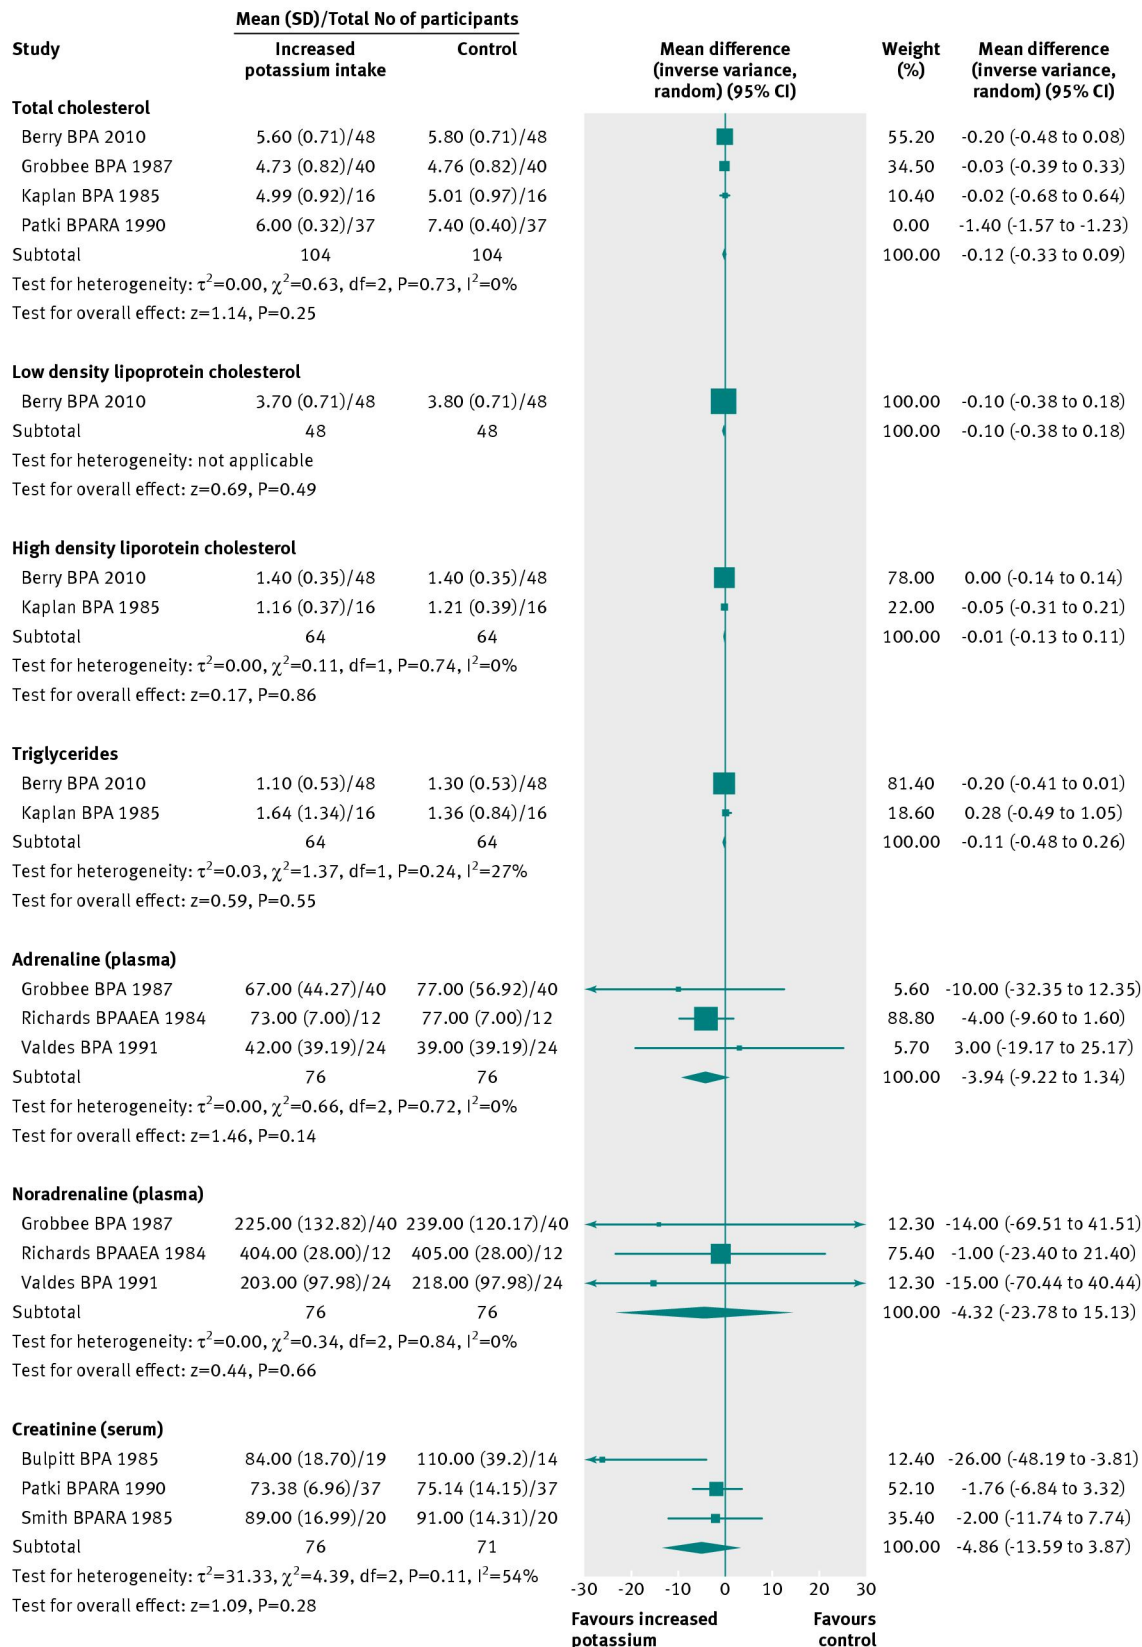 Mean (SD)/Total No of participants
Study Increased potassium intake Control Mean difference (inverse variance, random) (95% CI) Weight (%) Mean difference (inverse variance, random) (95% CI)
Total cholesterol
Berry BPA 2010 5.60 (0.71)/48 5.80 (0.71)/48 55.20 -0.20 (-0.48 to 0.08)
Grobbee BPA 1987 4.73 (0.82)/40 4.76 (0.82)/40 34.50 -0.03 (-0.39 to 0.33)
Kaplan BPA 1985 4.99 (0.92)/16 5.01 (0.97)/16 10.40 -0.02 (-0.68 to 0.64)
Patki BPARA 1990 6.00 (0.32)/37 7.40 (0.40)/37 0.00 -1.40 (-1.57 to -1.23)
Subtotal 104 104 100.00 -0.12 (-0.33 to 0.09)
Test for heterogeneity: τ²=0.00, χ²=0.63, df=2, P=0.73, I²=0%
Test for overall effect: z=1.14, P=0.25
Low density lipoprotein cholesterol
Berry BPA 2010 3.70 (0.71)/48 3.80 (0.71)/48 100.00 -0.10 (-0.38 to 0.18)
Subtotal 48 48 100.00 -0.10 (-0.38 to 0.18)
Test for heterogeneity: not applicable
Test for overall effect: z=0.69, P=0.49
High density liporotein cholesterol
Berry BPA 2010 1.40 (0.35)/48 1.40 (0.35)/48 78.00 0.00 (-0.14 to 0.14)
Kaplan BPA 1985 1.16 (0.37)/16 1.21 (0.39)/16 22.00 -0.05 (-0.31 to 0.21)
Subtotal 64 64 100.00 -0.01 (-0.13 to 0.11)
Test for heterogeneity: τ²=0.00, χ²=0.11, df=1, P=0.74, I²=0%
Test for overall effect: z=0.17, P=0.86
Triglycerides
Berry BPA 2010 1.10 (0.53)/48 1.30 (0.53)/48 81.40 -0.20 (-0.41 to 0.01)
Kaplan BPA 1985 1.64 (1.34)/16 1.36 (0.84)/16 18.60 0.28 (-0.49 to 1.05)
Subtotal 64 64 100.00 -0.11 (-0.48 to 0.26)
Test for heterogeneity: τ²=0.03, χ²=1.37, df=1, P=0.24, I²=27%
Test for overall effect: z=0.59, P=0.55
Adrenaline (plasma)
Grobbee BPA 1987 67.00 (44.27)/40 77.00 (56.92)/40 5.60 -10.00 (-32.35 to 12.35)
Richards BPAAEA 1984 73.00 (7.00)/12 77.00 (7.00)/12 88.80 -4.00 (-9.60 to 1.60)
Valdes BPA 1991 42.00 (39.19)/24 39.00 (39.19)/24 5.70 3.00 (-19.17 to 25.17)
Subtotal 76 76 100.00 -3.94 (-9.22 to 1.34)
Test for heterogeneity: τ²=0.00, χ²=0.66, df=2, P=0.72, I²=0%
Test for overall effect: z=1.46, P=0.14
Noradrenaline (plasma)
Grobbee BPA 1987 225.00 (132.82)/40 239.00 (120.17)/40 12.30 -14.00 (-69.51 to 41.51)
Richards BPAAEA 1984 404.00 (28.00)/12 405.00 (28.00)/12 75.40 -1.00 (-23.40 to 21.40)
Valdes BPA 1991 203.00 (97.98)/24 218.00 (97.98)/24 12.30 -15.00 (-70.44 to 40.44)
Subtotal 76 76 100.00 -4.32 (-23.78 to 15.13)
Test for heterogeneity: τ²=0.00, χ²=0.34, df=2, P=0.84, I²=0%
Test for overall effect: z=0.44, P=0.66
Creatinine (serum)
Bulpitt BPA 1985 84.00 (18.70)/19 110.00 (39.2)/14 12.40 -26.00 (-48.19 to -3.81)
Patki BPARA 1990 73.38 (6.96)/37 75.14 (14.15)/37 52.10 -1.76 (-6.84 to 3.32)
Smith BPARA 1985 89.00 (16.99)/20 91.00 (14.31)/20 35.40 -2.00 (-11.74 to 7.74)
Subtotal 76 71 100.00 -4.86 (-13.59 to 3.87)
Test for heterogeneity: τ²=31.33, χ²=4.39, df=2, P=0.11, I²=54%
Test for overall effect: z=1.09, P=0.28
-30 -20 -10 0 10 20 30
Favours increased potassium Favours control